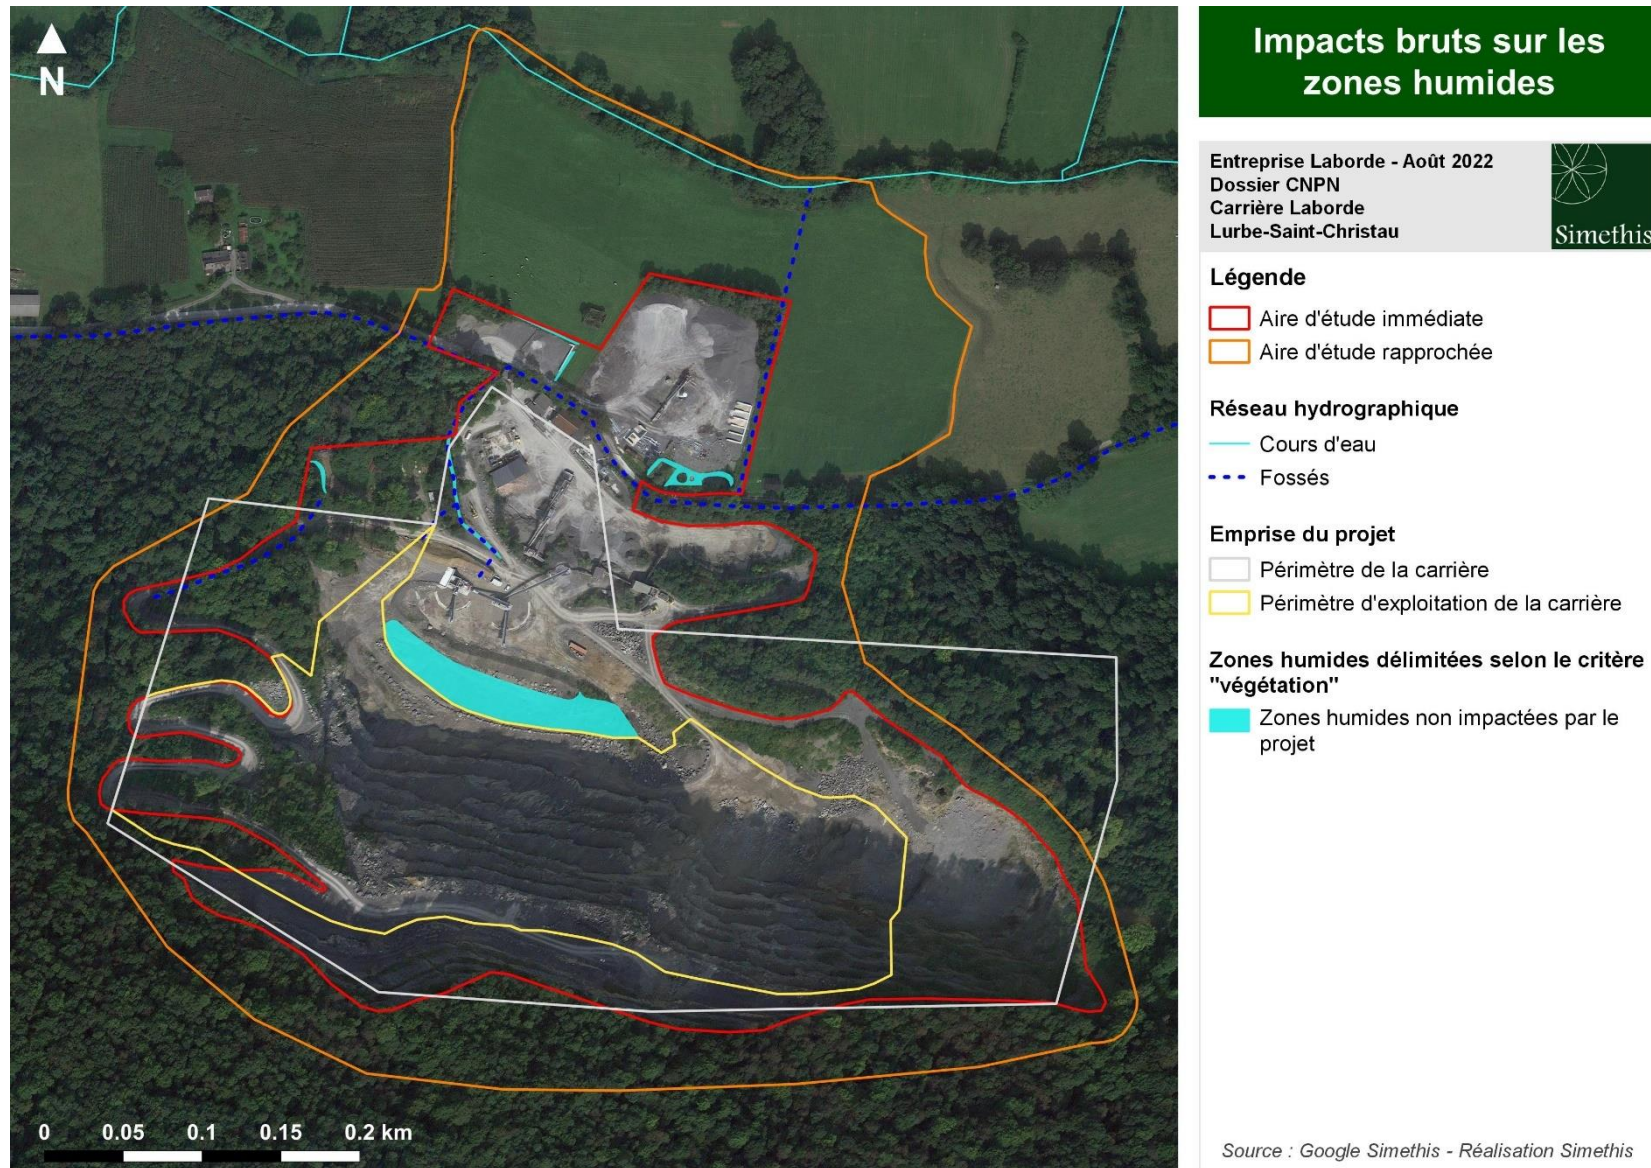 N
0 0.05 0.1 0.15 0.2 km
Impacts bruts sur les
zones humides
Entreprise Laborde - Août 2022
Dossier CNPN
Carrière Laborde
Lurbe-Saint-Christau
Simethis
Légende
Aire d'étude immédiate
Aire d'étude rapprochée
Réseau hydrographique
Cours d'eau
Fossés
Emprise du projet
Périmètre de la carrière
Périmètre d'exploitation de la carrière
Zones humides délimitées selon le critère
"végétation"
Zones humides non impactées par le
projet
Source : Google Simethis - Réalisation Simethis